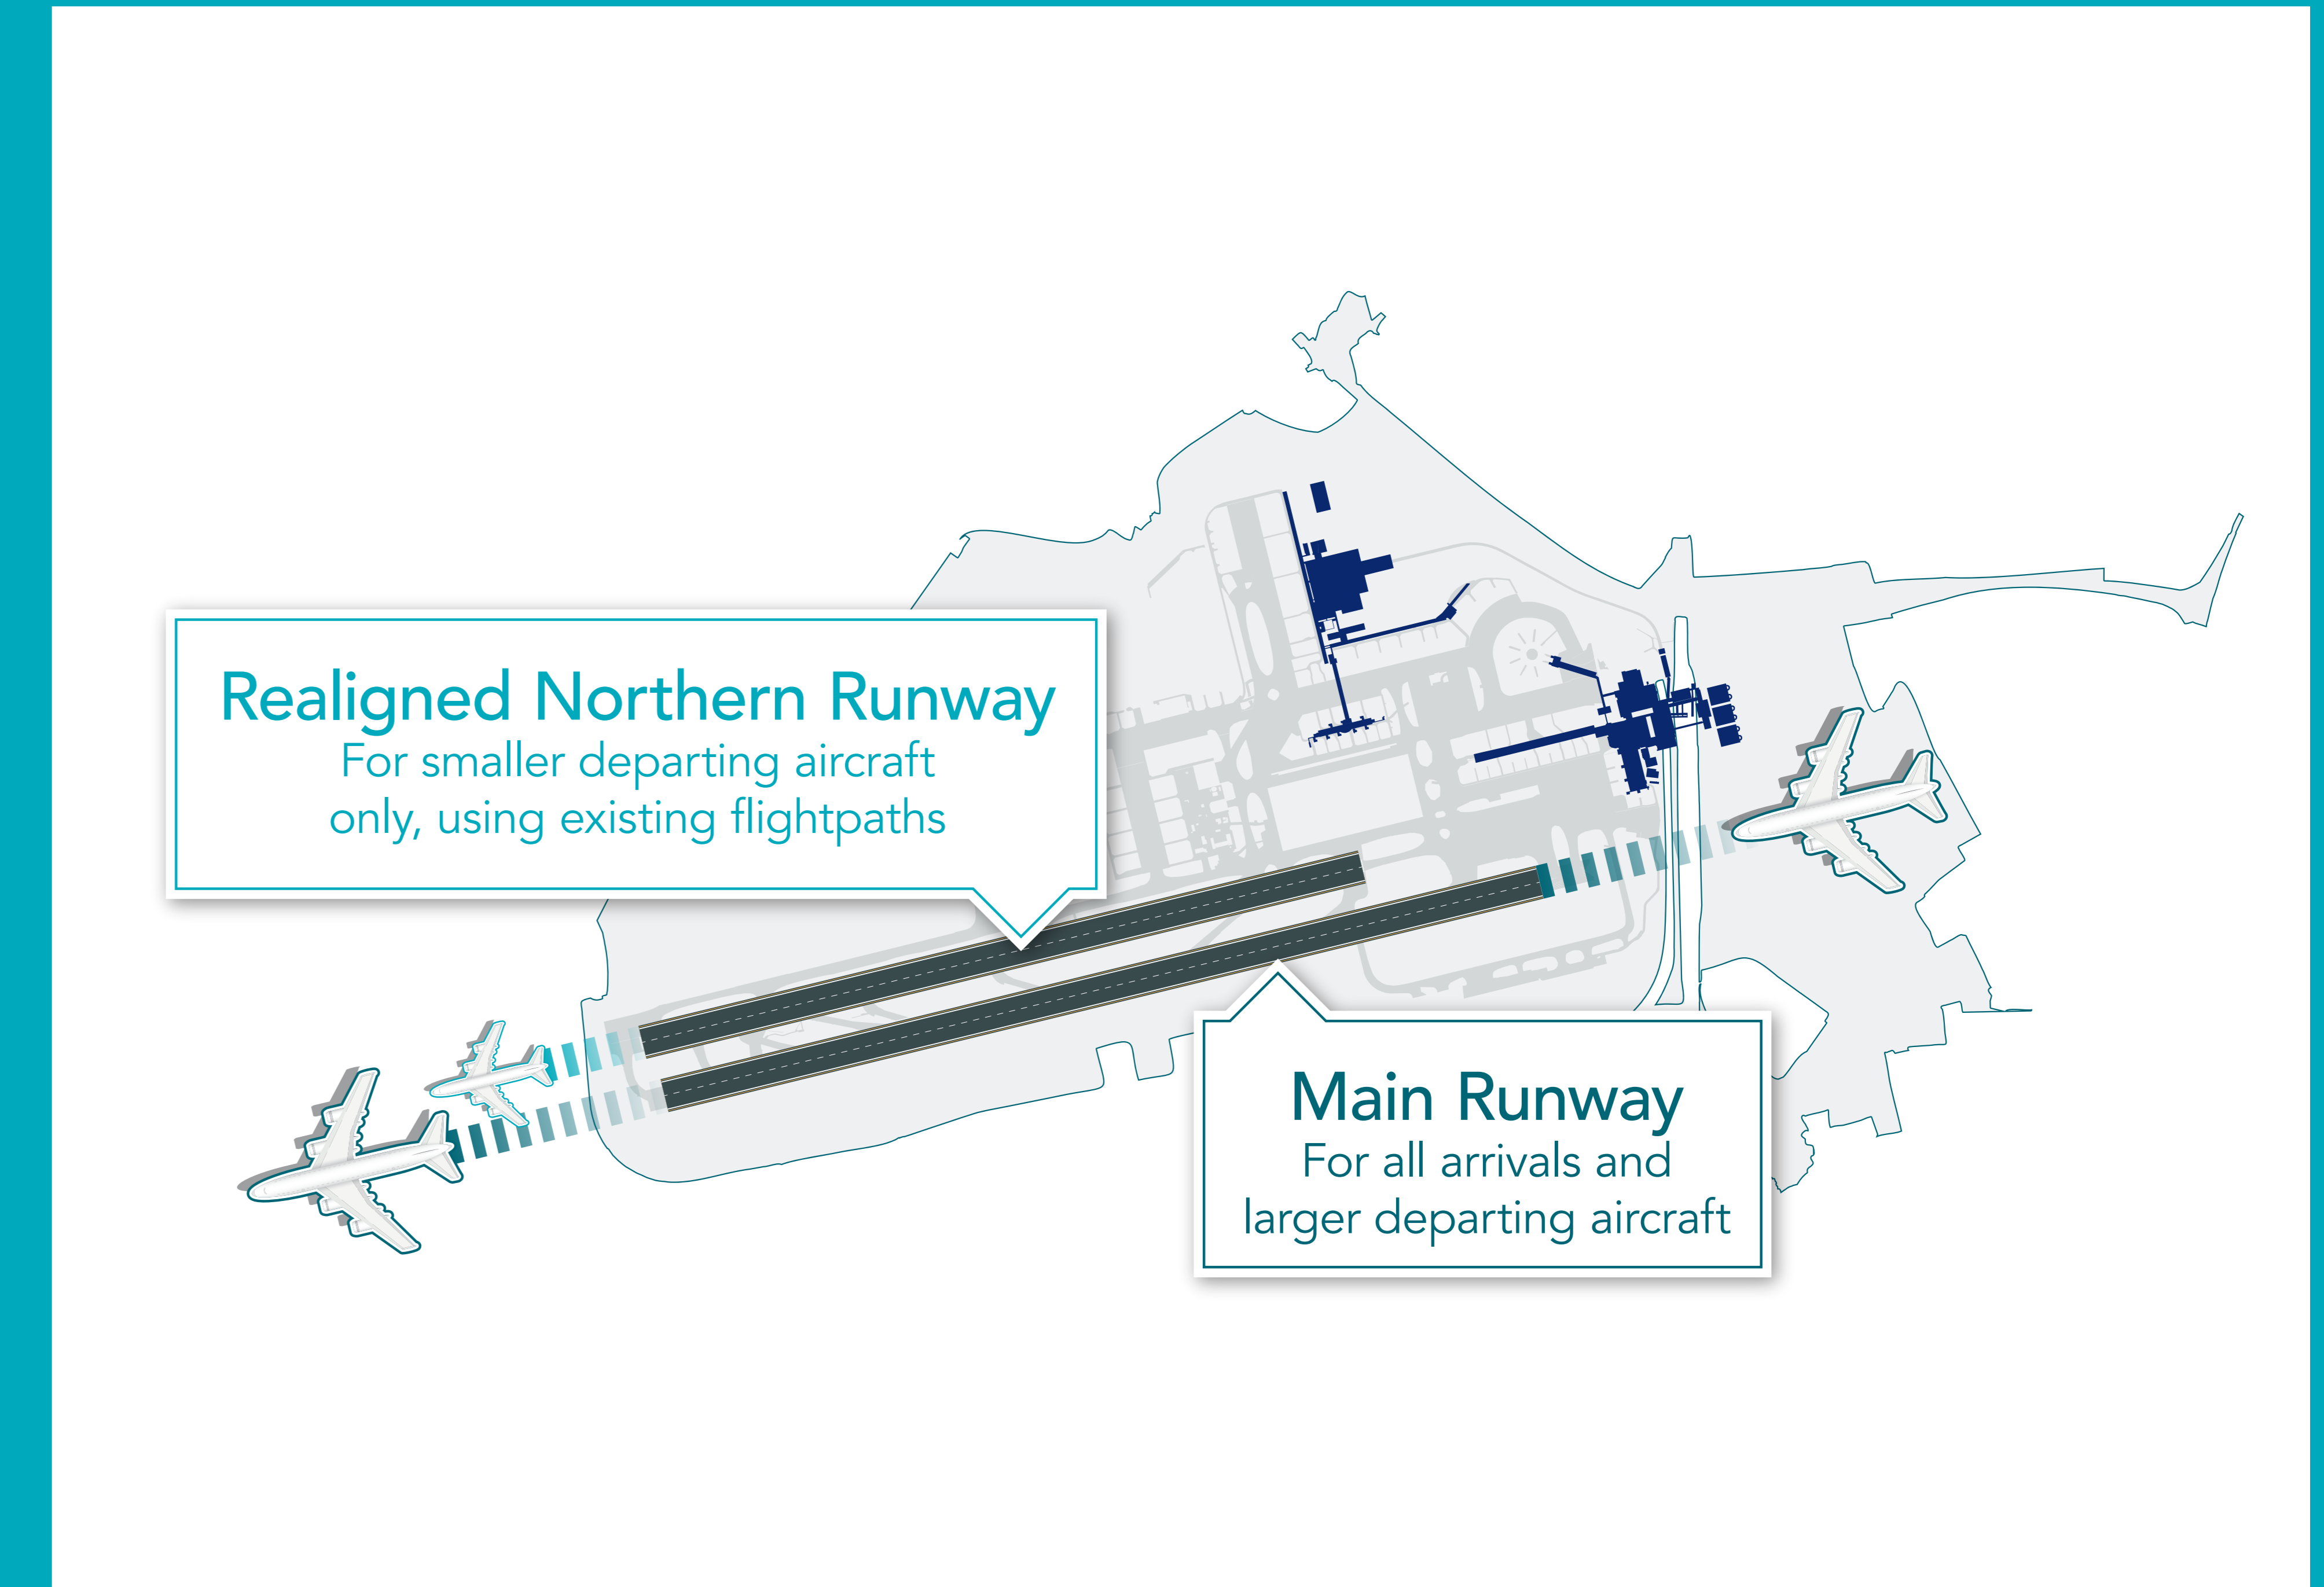 Realigned Northern Runway
For smaller departing aircraft
only, using existing flightpaths
Main Runway
For all arrivals and
larger departing aircraft